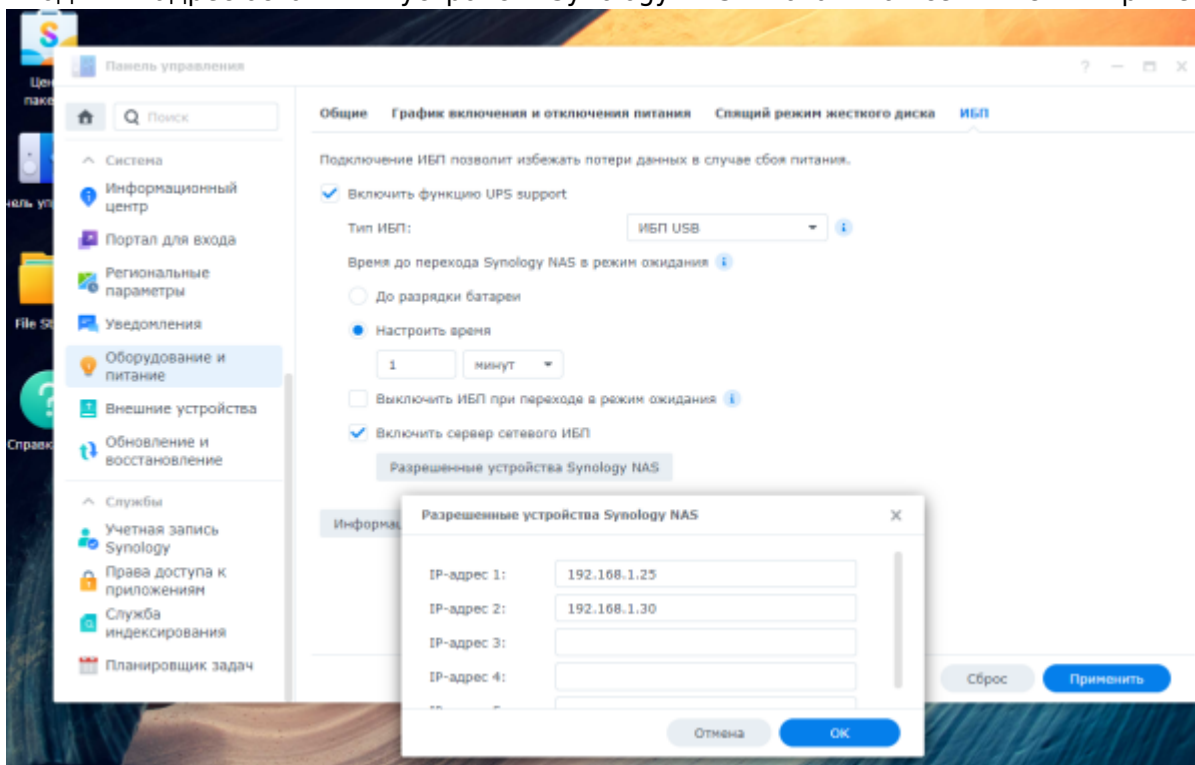 Панель управления
Поиск
Система
Информационный
центр
Портал для входа
Региональные
параметры
Уведомления
Оборудование и
питание
Внешние устройства
Обновление и
восстановление
Службы
Учетная запись
Synology
Права доступа к
приложениям
Служба
индексирования
Планировщик задач
Общие График включения и отключения питания Спящий режим жесткого диска ИБП
Подключение ИБП позволит избежать потери данных в случае сбоя питания.
Включить функцию UPS support
Тип ИБП: ИБП USB
Время до перехода Synology NAS в режим ожидания
До разрядки батареи
Настроить время
1 минут
Выключить ИБП при переходе в режим ожидания
Включить сервер сетевого ИБП
Разрешенные устройства Synology NAS
Разрешенные устройства Synology NAS
IP-адрес 1: 192.168.1.25
IP-адрес 2: 192.168.1.30
IP-адрес 3:
IP-адрес 4:
Отмена OK
Сброс Применить